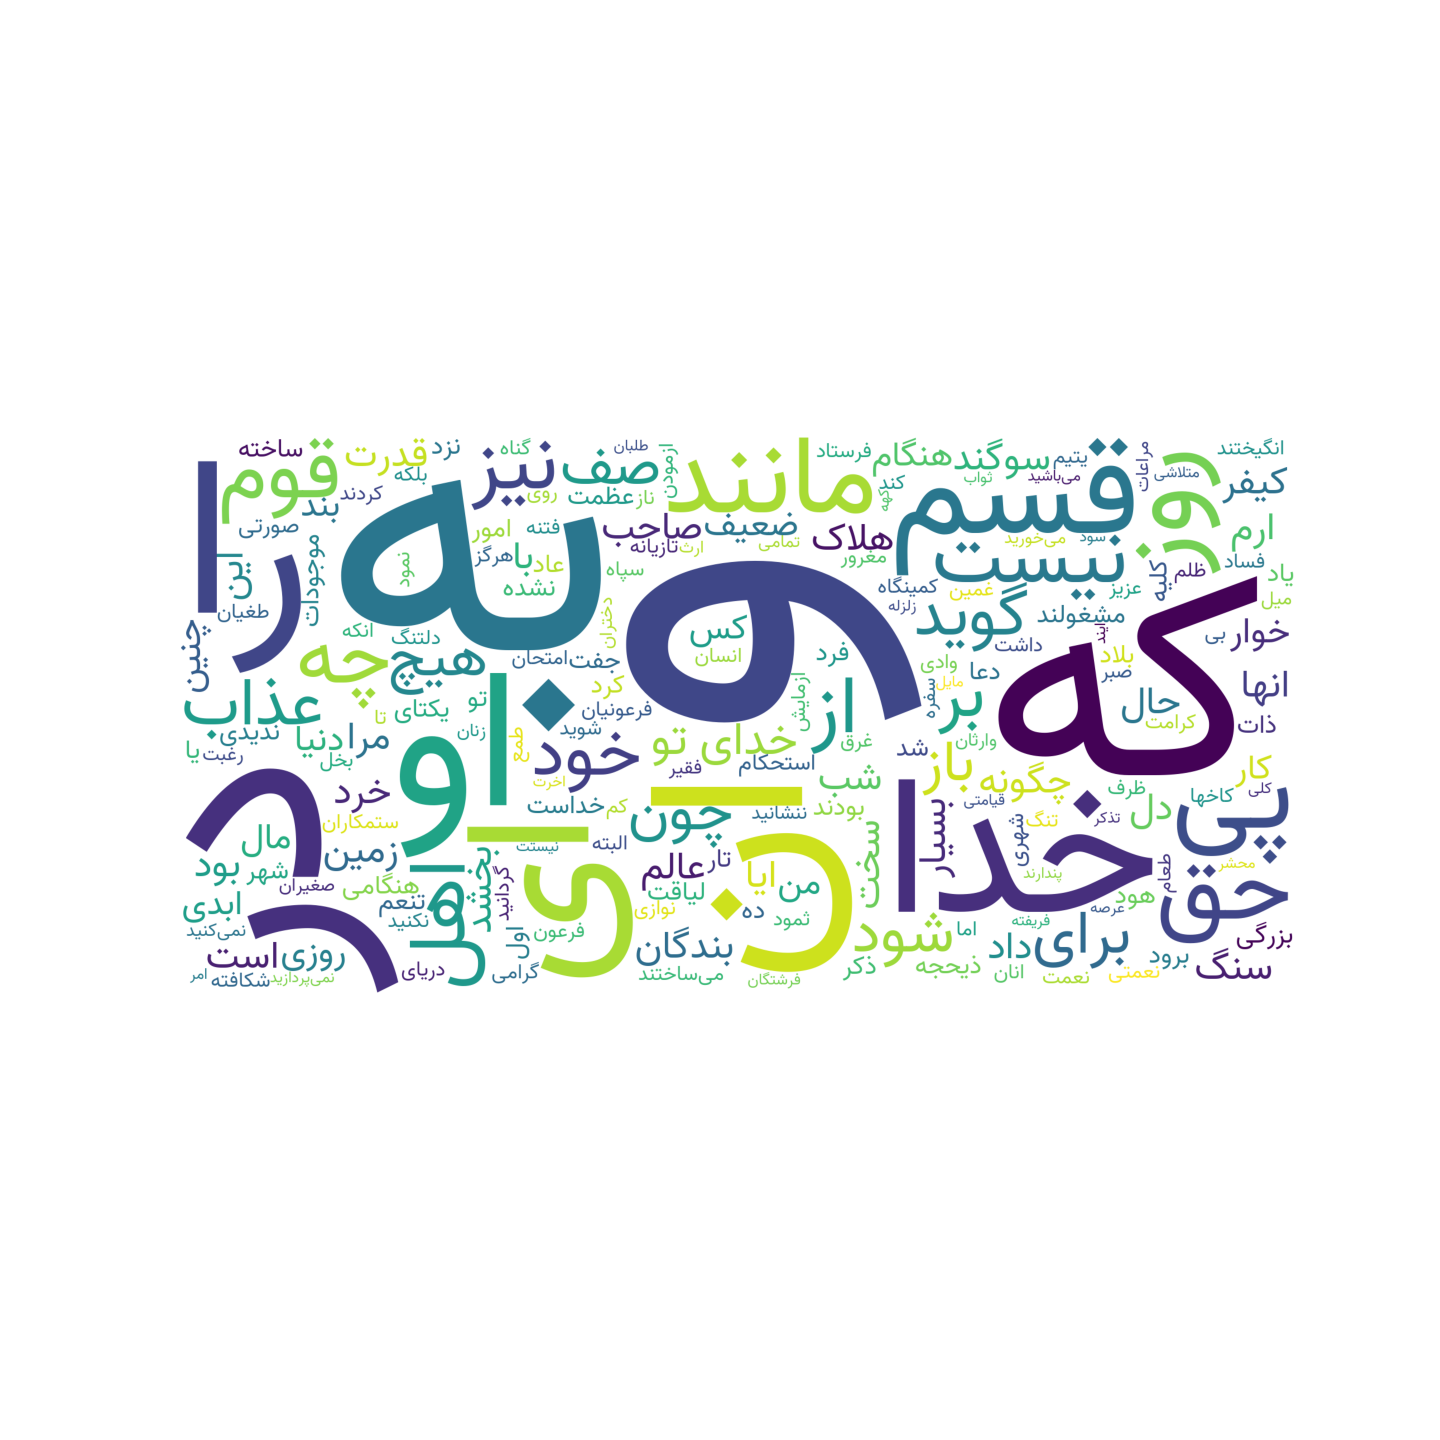 و
به
که
خدا
در
را
او
ان
ای
قسم
مانند
روز
پی
حق
قوم
نیست
صف
نیز
چه
هیچ
عذاب
خود
از
بر
گوید
خدای تو
چون
باز
شود
برای
اهل
است
سوگند
هنگام
قدرت
نزد
ساخته
بلکه
کردند
بند
صورتی
این
موجودات
طغیان
چنین
گناه
طلبان
ازمودن
فرستاد
کند
کهه
یتیم
می‌باشید
ثواب
مراعات
متلاشی
انگیختند
کیفر
ارم
فساد
یاد
میل
ظلم
کلیه
عزیز
سود
می‌خورید
تمامی
ارث
هلاک
مغرور
ضعیف
صاحب
تازیانه
عظمت
ناز
روی
فتنه
امور
هرگز
با
عاد
نشده
سپاه
نمود
دختران
کس
انسان
کمینگاه
غمین
زلزله
مشغولند
ایند
بلاد
صبر
بی
خوار
انها
ذات
حال
کرامت
داشت
دعا
وادی
مایل
سفره
وارثان
شد
فرد
ازمایش
غرق
استحکام
فقیر
جفت
امتحان
کرد
فرعونیان
شوید
طمع
اخرت
زنان
تو
یکتای
دلتنگ
انکه
تا
مرا
دنیا
بخل
ندیدی
رغبت
یا
خرد
ستمکاران
زمین
مال
شهر
بود
صغیران
هنگامی
ابدی
تنعم
نکنید
نمی‌کنید
روزی
شکافته
امر
نمی‌پردازید
دریای
گرامی
اول
گردانید
بخشد
فرعون
می‌ساختند
بندگان
نوازی
لیاقت
عالم
تار
البته
نیستت
خداست
کم
ننشانید
بودند
شب
سخت
ایا
من
ده
ثمود
فرشتگان
ذکر
ذیحجه
اما
فریفته
داد
انان
نعمت
نعمتی
برود
عرصه
پندارند
هود
طعام
شهری
بسیار
قیامتی
چگونه
تنگ
تذکر
ظرف
دل
کار
کاخها
کلی
محشر
بزرگی
سنگ